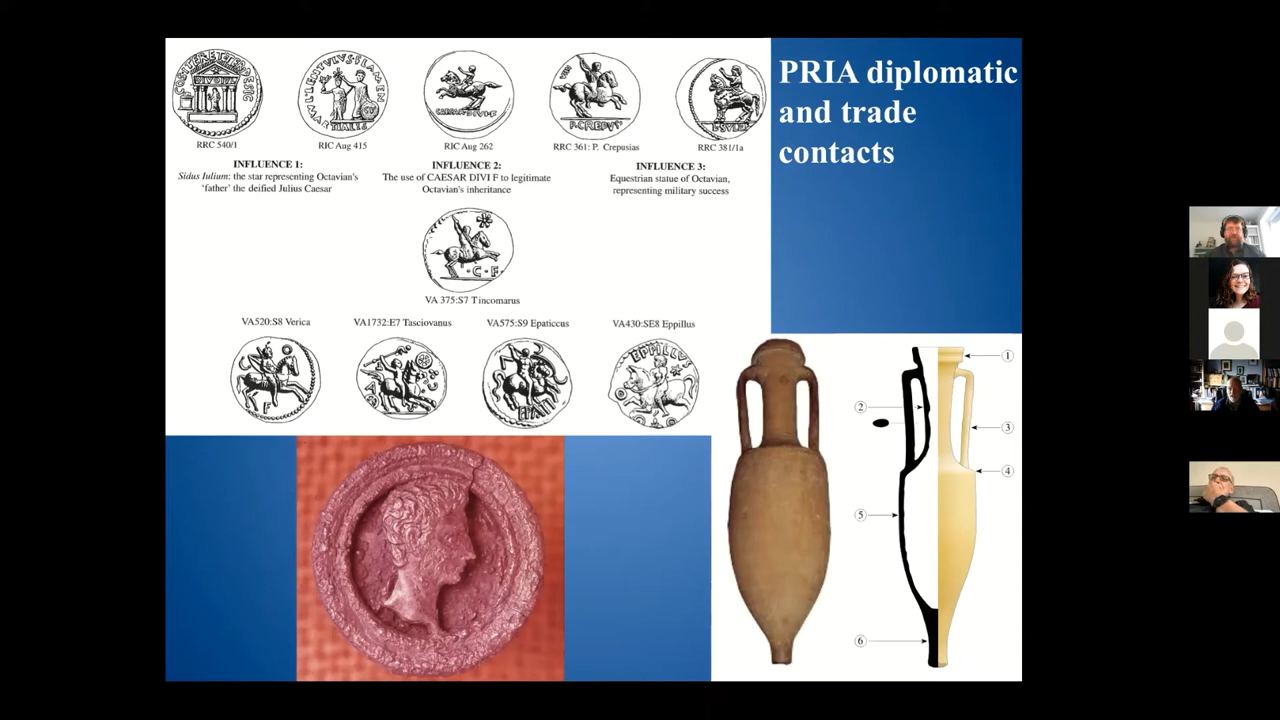 PRIA diplomatic
and trade
contacts
RRC 540/1
RIC Aug 415
RIC Aug 262
RRC 361: P. Crepusius
RRC 381/1a
INFLUENCE 1:
Sidus Iulium: the star representing Octavian's
'father' the deified Julius Caesar
INFLUENCE 2:
The use of CAESAR DIVI F to legitimate
Octavian's inheritance
INFLUENCE 3:
Equestrian statue of Octavian,
representing military success
·C·F·
VA 375:S7 Tincomarus
VA520:S8 Verica
VA1732:E7 Tasciovanus
VA575:S9 Epaticcus
VA430:SE8 Eppillus
F
EPPILLVS
1
2
3
4
5
6